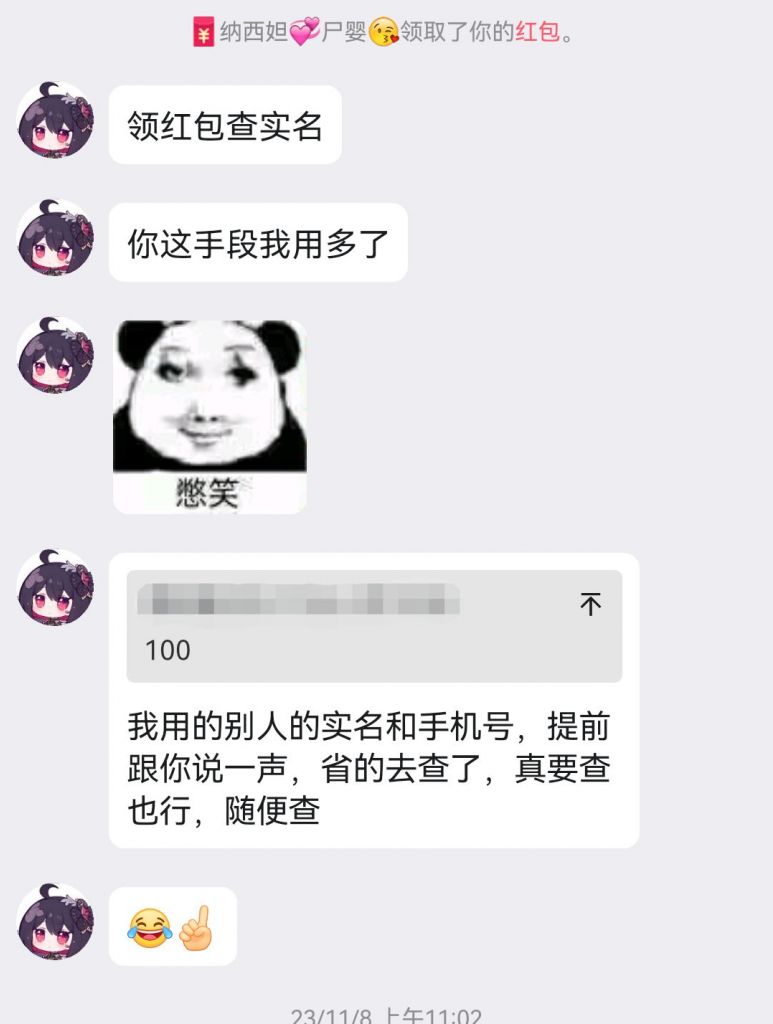 纳西妲💞尸婴😘领取了你的红包。
领红包查实名
你这手段我用多了
憋笑
100
我用的别人的实名和手机号，提前
跟你说一声，省的去查了，真要查
也行，随便查
😂☝
23/11/8 上午11:02